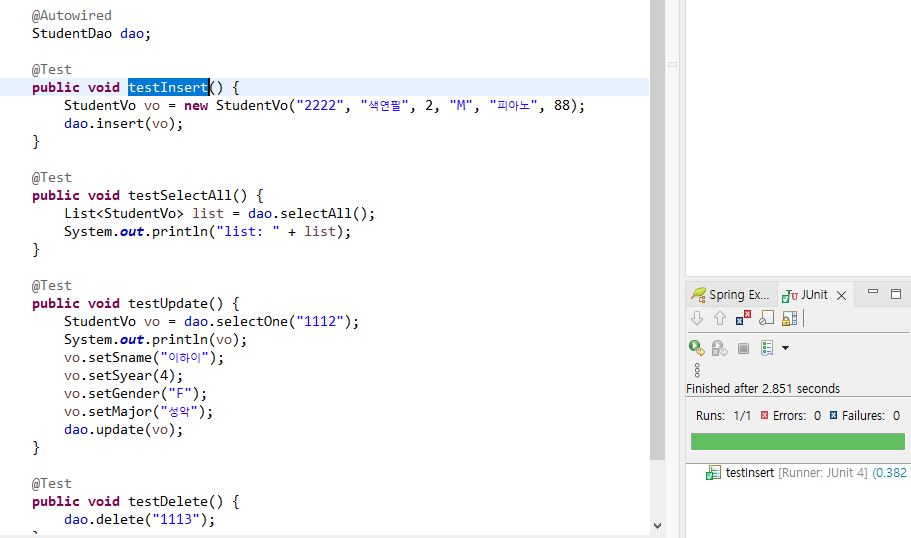 @Autowired
StudentDao dao;
@Test
public void testInsert() {
StudentVo vo = new StudentVo("2222", "색연필", 2, "M", "피아노", 88);
dao.insert(vo);
}
@Test
public void testSelectAll() {
List<StudentVo> list = dao.selectAll();
System.out.println("list: " + list);
}
@Test
public void testUpdate() {
StudentVo vo = dao.selectOne("1112");
System.out.println(vo);
vo.setSname("이하이");
vo.setSyear(4);
vo.setGender("F");
vo.setMajor("성악");
dao.update(vo);
}
@Test
public void testDelete() {
dao.delete("1113");
Spring Ex...
JUnit
Finished after 2.851 seconds
Runs: 1/1 Errors: 0 Failures: 0
testInsert [Runner: JUnit 4] (0.382